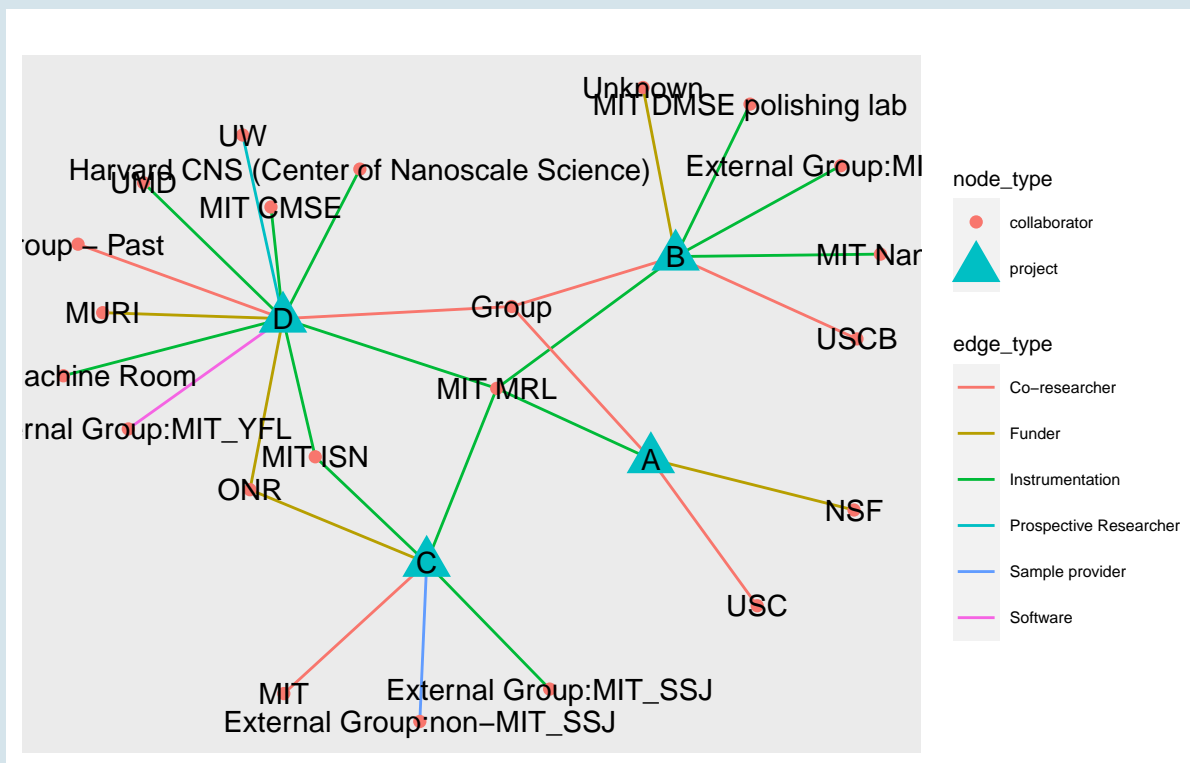 Unknown
MIT DMSE polishing lab
UW
Harvard CNS (Center of Nanoscale Science)
External Group:MI
UMD
MIT CMSE
roup – Past
B
MIT Nan
MURI
D
Group
USCB
achine Room
MIT MRL
rnal Group:MIT_YFL
MIT ISN
A
ONR
NSF
C
USC
MIT
External Group:MIT_SSJ
External Group:non–MIT_SSJ
node_type
collaborator
project
edge_type
Co–researcher
Funder
Instrumentation
Prospective Researcher
Sample provider
Software